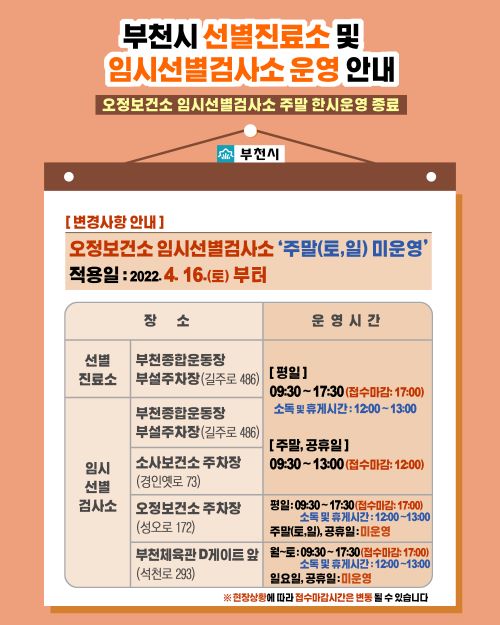 부천시 선별진료소 및
임시선별검사소 운영 안내
오정보건소 임시선별검사소 주말 한시운영 종료
부천시
[ 변경사항 안내 ]
오정보건소 임시선별검사소 ‘주말(토,일) 미운영’
적용일 : 2022. 4. 16.(토) 부터
장 소
운 영 시 간
선별
진료소
부천종합운동장
부설주차장(길주로 486)
[ 평일 ]
09:30 ~ 17:30 (접수마감: 17:00)
소독 및 휴게시간 : 12:00 ~ 13:00
[ 주말, 공휴일 ]
09:30 ~ 13:00 (접수마감: 12:00)
임시
선별
검사소
부천종합운동장
부설주차장(길주로 486)
소사보건소 주차장
(경인옛로 73)
오정보건소 주차장
(성오로 172)
평일 : 09:30 ~ 17:30 (접수마감: 17:00)
소독 및 휴게시간 : 12:00 ~13:00
주말(토,일), 공휴일 : 미운영
부천체육관 D게이트 앞
(석천로 293)
월~토 : 09:30 ~ 17:30 (접수마감: 17:00)
소독 및 휴게시간 : 12:00 ~13:00
일요일, 공휴일 : 미운영
※ 현장상황에 따라 접수마감시간은 변동 될 수 있습니다